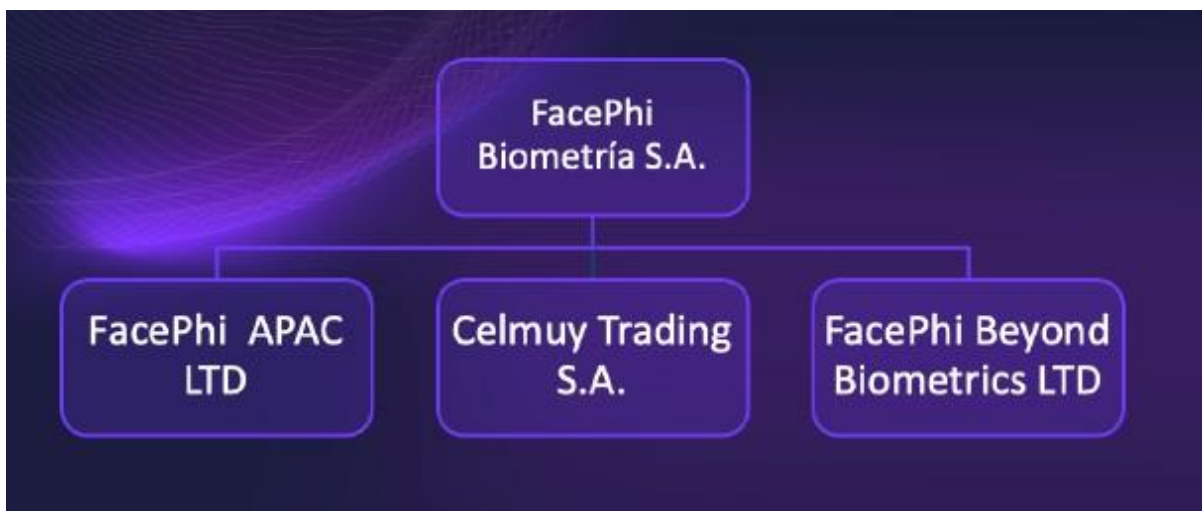 FacePhi
Biometría S.A.
FacePhi APAC
LTD
Celmuy Trading
S.A.
FacePhi Beyond
Biometrics LTD